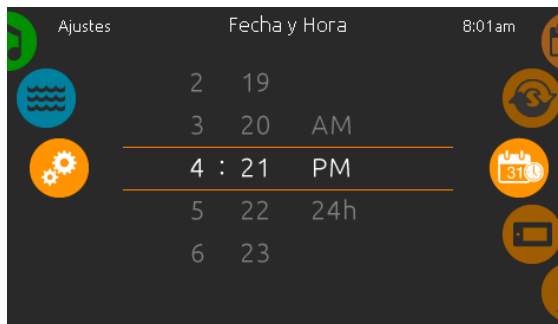 Ajustes Fecha y Hora 8:01am
2 19
3 20 AM
4 : 21 PM
5 22 24h
6 23
31